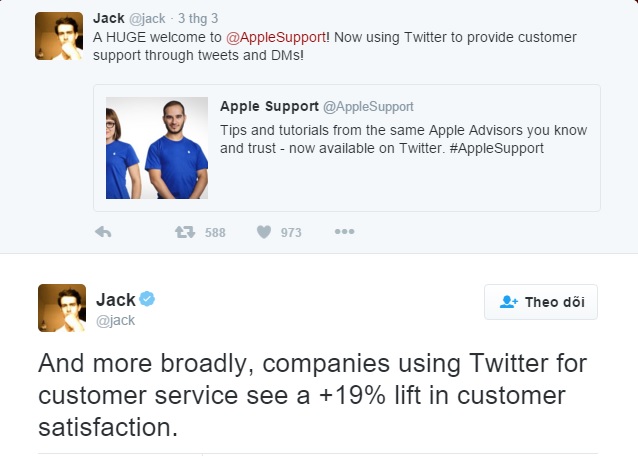 Jack @jack · 3 thg 3
A HUGE welcome to @AppleSupport! Now using Twitter to provide customer
support through tweets and DMs!
Apple Support @AppleSupport
Tips and tutorials from the same Apple Advisors you know
and trust - now available on Twitter. #AppleSupport
588 973
Jack
@jack
Theo dõi
And more broadly, companies using Twitter for
customer service see a +19% lift in customer
satisfaction.